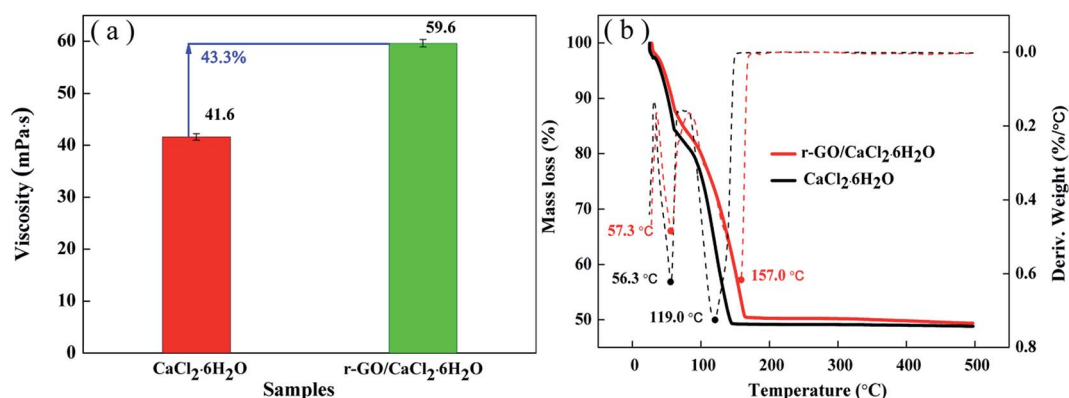 ( a )
60
50
40
30
20
10
0
Viscosity (mPa·s)
59.6
43.3%
41.6
CaCl2·6H2O
r-GO/CaCl2·6H2O
Samples
( b )
100
90
80
70
60
50
Mass loss (%)
0.0
0.2
0.4
0.6
0.8
Deriv. Weight (%/°C)
r-GO/CaCl2·6H2O
CaCl2·6H2O
57.3 °C
56.3 °C
157.0 °C
119.0 °C
0
100
200
300
400
500
Temperature (°C)